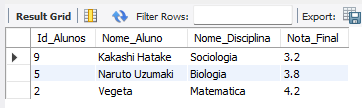 Result Grid Filter Rows: Export:
Id_Alunos Nome_Aluno Nome_Disciplina Nota_Final
9 Kakashi Hatake Sociologia 3.2
5 Naruto Uzumaki Biologia 3.8
2 Vegeta Matematica 4.2